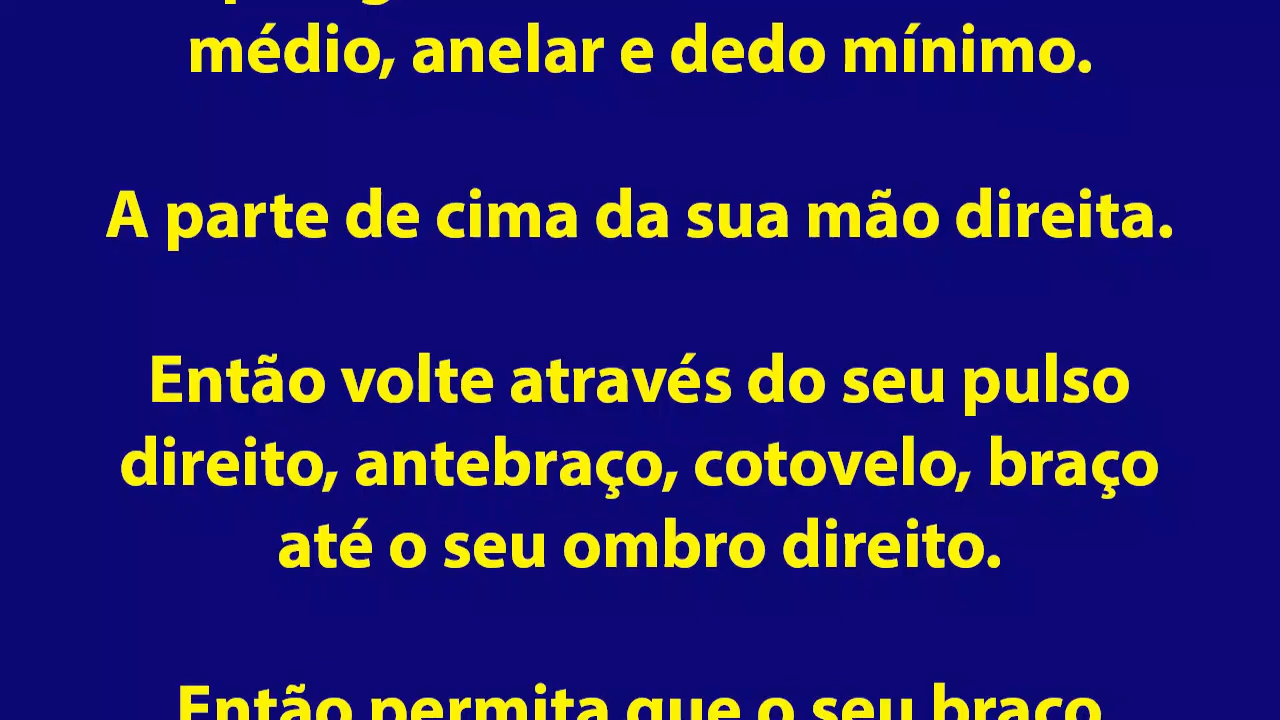 médio, anelar e dedo mínimo.
A parte de cima da sua mão direita.
Então volte através do seu pulso
direito, antebraço, cotovelo, braço
até o seu ombro direito.
Então permita que o seu braço